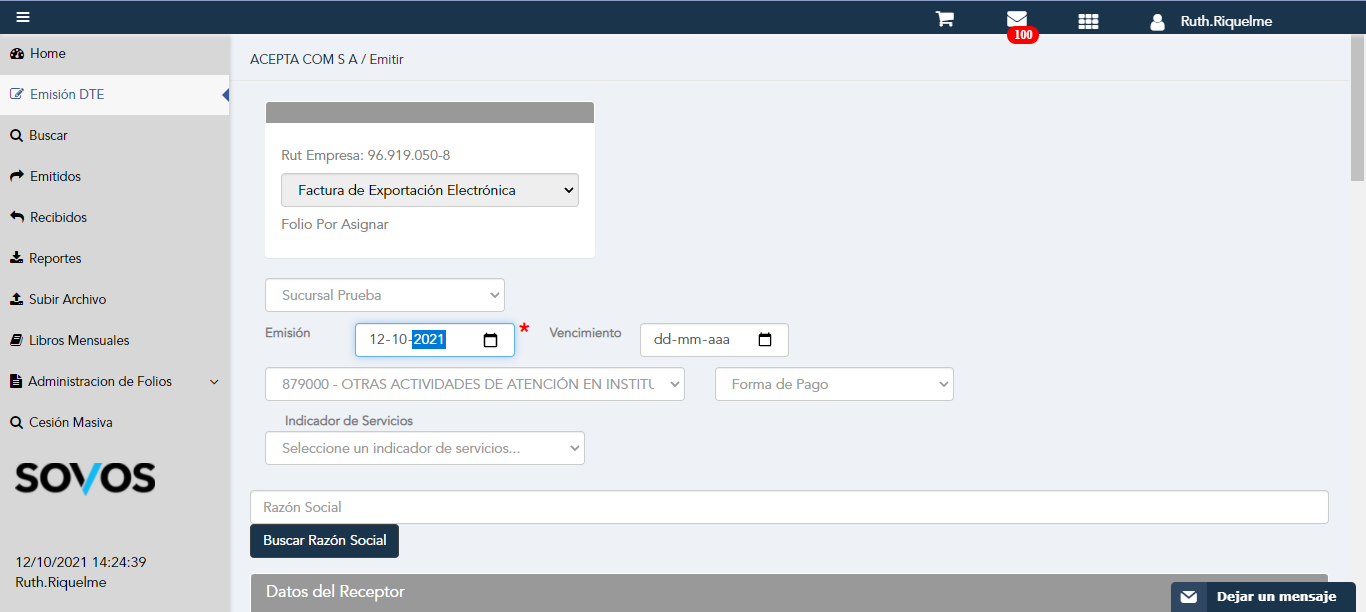 100
Ruth.Riquelme
Home
Emisión DTE
Buscar
Emitidos
Recibidos
Reportes
Subir Archivo
Libros Mensuales
Administracion de Folios
Cesión Masiva
SOVOS
12/10/2021 14:24:39
Ruth.Riquelme
ACEPTA COM S A / Emitir
Rut Empresa: 96.919.050-8
Factura de Exportación Electrónica
Folio Por Asignar
Sucursal Prueba
Emisión 12-10-2021 * Vencimiento dd-mm-aaa
879000 - OTRAS ACTIVIDADES DE ATENCIÓN EN INSTITU Forma de Pago
Indicador de Servicios
Seleccione un indicador de servicios...
Razón Social
Buscar Razón Social
Datos del Receptor
Dejar un mensaje